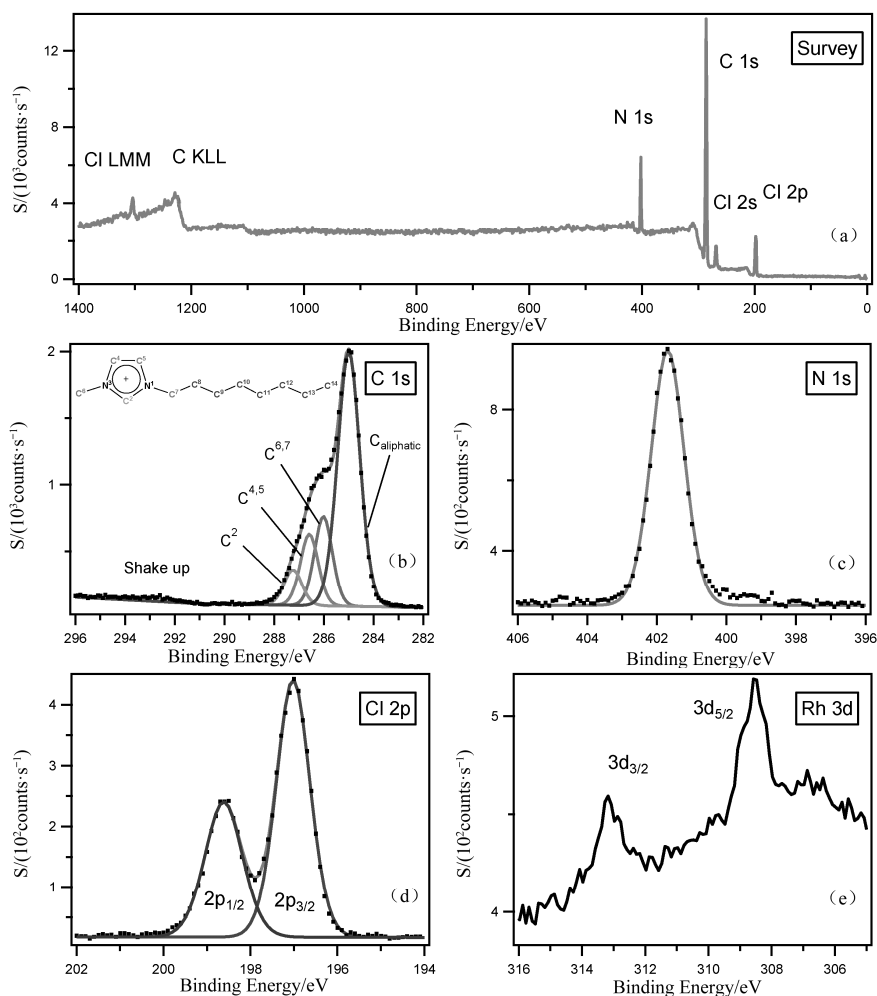 Survey
S/(10³counts·s⁻¹)
12
8
4
0
Cl LMM
C KLL
N 1s
C 1s
Cl 2s
Cl 2p
(a)
1400
1200
1000
800
600
400
200
0
Binding Energy/eV
C 1s
S/(10³counts·s⁻¹)
2
1
C⁴
C⁵
C⁶
N³
+
N¹
C²
C⁷
C⁸
C⁹
C¹⁰
C¹¹
C¹²
C¹³
C¹⁴
C⁶,⁷
C⁴,⁵
C²
Caliphatic
Shake up
(b)
296
294
292
290
288
286
284
282
Binding Energy/eV
N 1s
S/(10²counts·s⁻¹)
8
4
(c)
406
404
402
400
398
396
Binding Energy/eV
Cl 2p
S/(10²counts·s⁻¹)
4
3
2
1
2p₁/₂
2p₃/₂
(d)
202
200
198
196
194
Binding Energy/eV
Rh 3d
S/(10²counts·s⁻¹)
5
4
3d₃/₂
3d₅/₂
(e)
316
314
312
310
308
306
Binding Energy/eV